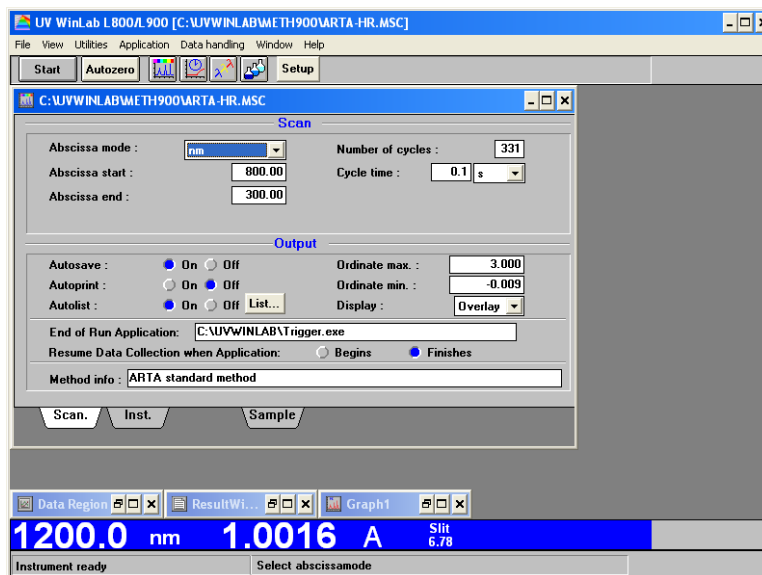 UV WinLab L800/L900 [C:\UVWINLAB\METH900\ARTA-HR.MSC]
File View Utilities Application Data handling Window Help
Start Autozero Setup
C:\UVWINLAB\METH900\ARTA-HR.MSC
Scan
Abscissa mode : nm Number of cycles : 331
Abscissa start : 800.00 Cycle time : 0.1 s
Abscissa end : 300.00
Output
Autosave : On Off Ordinate max. : 3.000
Autoprint : On Off Ordinate min. : -0.009
Autolist : On Off List... Display : Overlay
End of Run Application: C:\UVWINLAB\Trigger.exe
Resume Data Collection when Application: Begins Finishes
Method info : ARTA standard method
Scan. Inst. Sample
Data Region ResultWi... Graph1
1200.0 nm 1.0016 A Slit
6.78
Instrument ready Select abscissamode